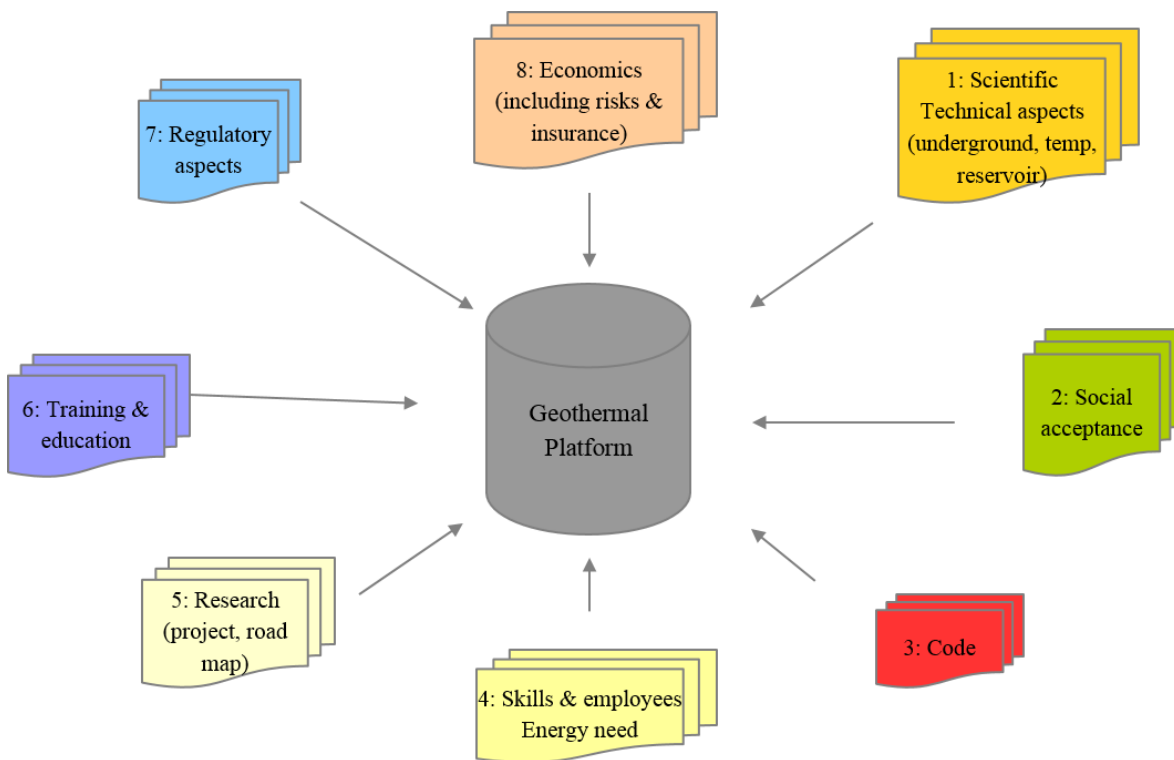 8: Economics
(including risks &
insurance)
1: Scientific
Technical aspects
(underground, temp,
reservoir)
7: Regulatory
aspects
6: Training &
education
Geothermal
Platform
2: Social
acceptance
5: Research
(project, road
map)
3: Code
4: Skills & employees
Energy need